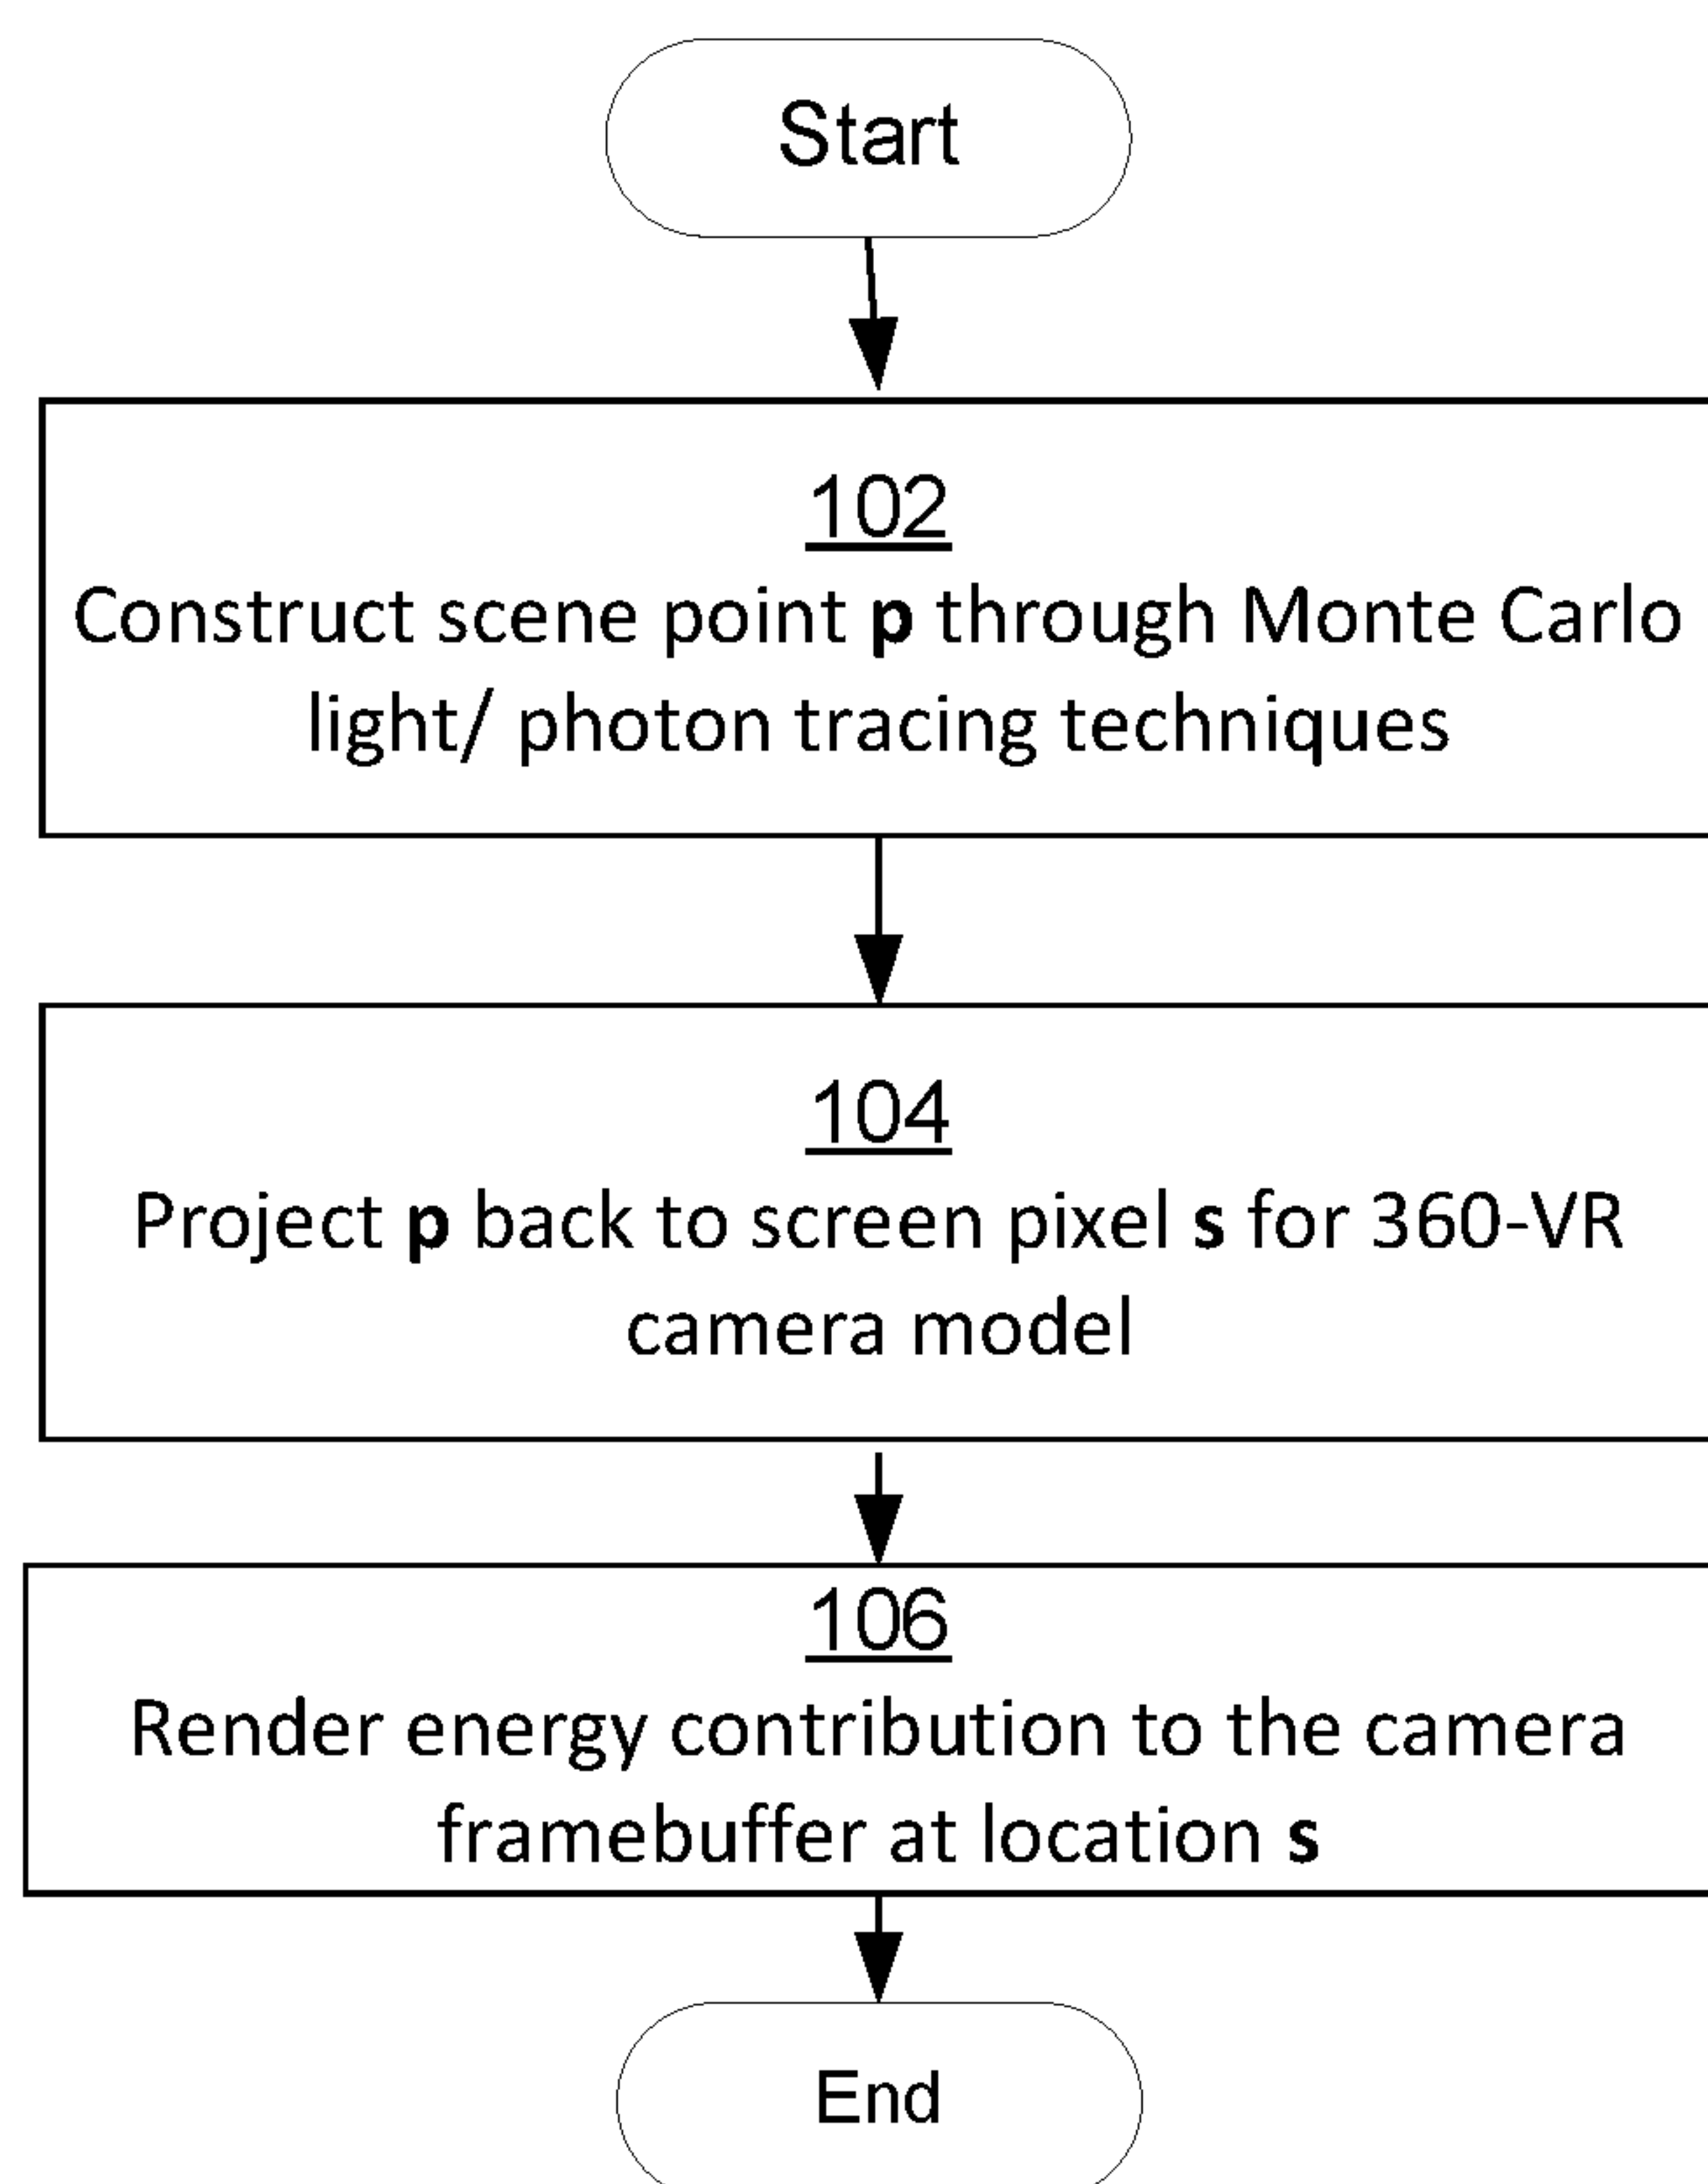 Start
102
Construct scene point p through Monte Carlo
light/ photon tracing techniques
104
Project p back to screen pixel s for 360-VR
camera model
106
Render energy contribution to the camera
framebuffer at location s
End